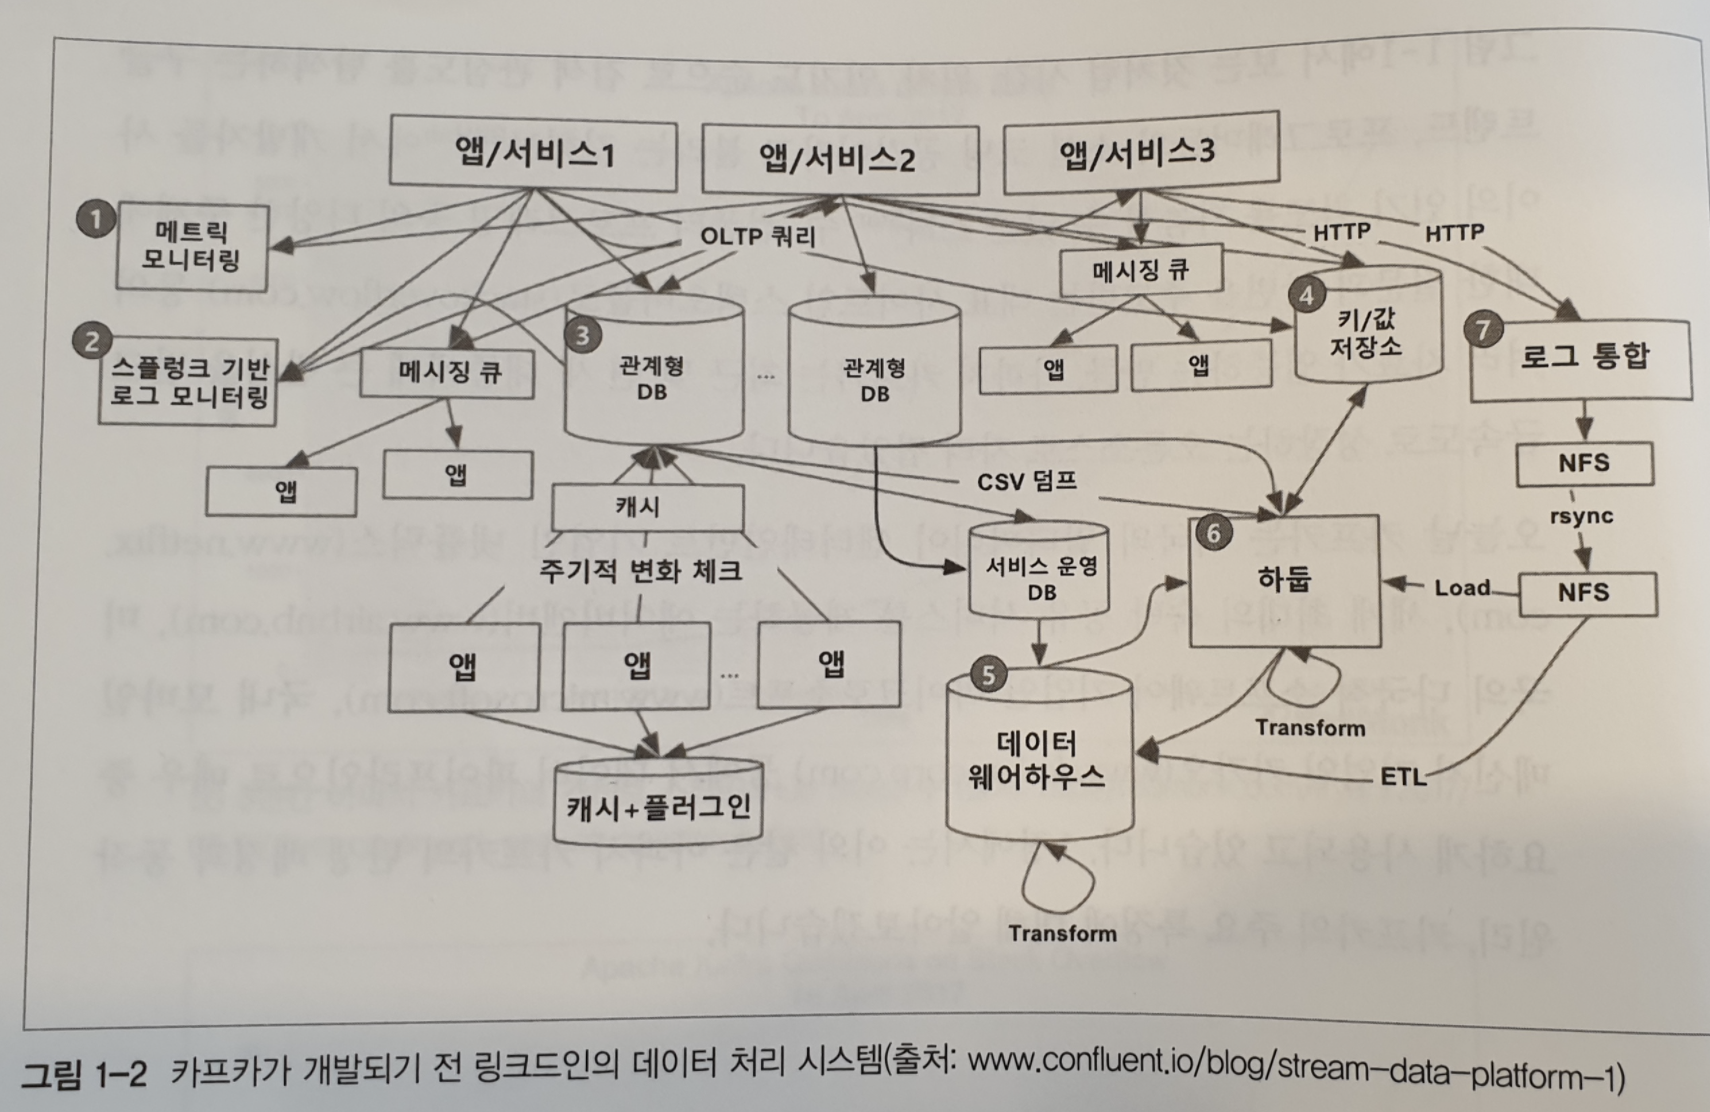 앱/서비스1
앱/서비스2
앱/서비스3
1
메트릭
모니터링
OLTP 쿼리
HTTP
HTTP
메시징 큐
2
스플렁크 기반
로그 모니터링
메시징 큐
3
관계형
DB
...
관계형
DB
앱
앱
4
키/값
저장소
7
로그 통합
앱
앱
캐시
CSV 덤프
NFS
rsync
주기적 변화 체크
서비스 운영
DB
6
하둡
Load
NFS
앱
앱
...
앱
5
데이터
웨어하우스
Transform
ETL
캐시+플러그인
Transform
그림 1-2 카프카가 개발되기 전 링크드인의 데이터 처리 시스템(출처: www.confluent.io/blog/stream-data-platform-1)